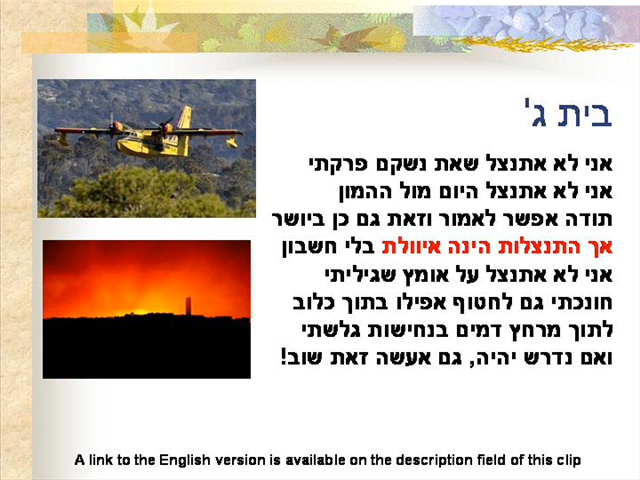 בית ג'
אני לא אתנצל שאת נשקם פרקתי
אני לא אתנצל היום מול ההמון
תודה אפשר לאמור וזאת גם כן ביושר
אך התנצלות הינה איוולת בלי חשבון
אני לא אתנצל על אומץ שגיליתי
חונכתי גם לחטוף אפילו בתוך כלוב
לתוך מרחץ דמים בנחישות גלשתי
ואם נדרש יהיה, גם אעשה זאת שוב!
A link to the English version is available on the description field of this clip